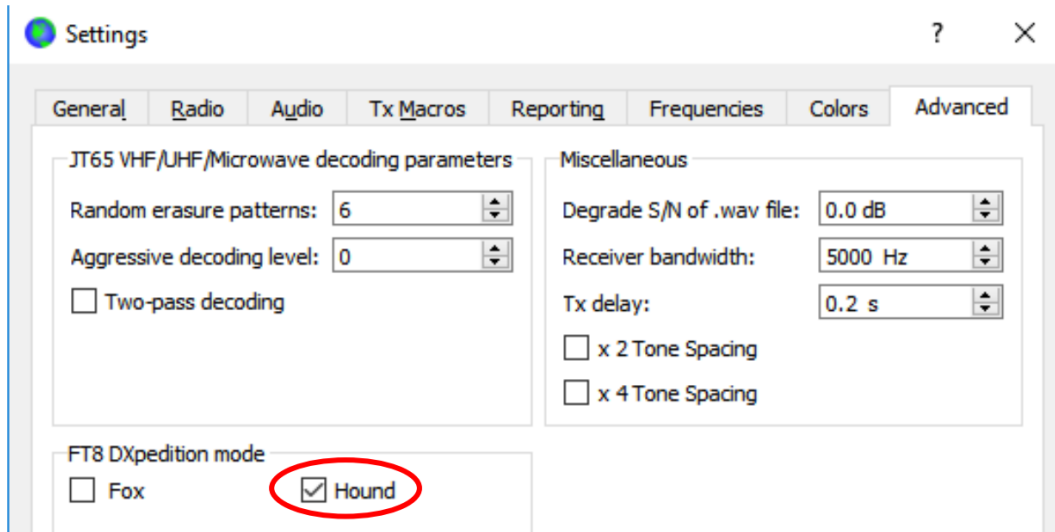 Settings
?
General Radio Audio Tx Macros Reporting Frequencies Colors Advanced
JT65 VHF/UHF/Microwave decoding parameters
Random erasure patterns: 6
Aggressive decoding level: 0
Two-pass decoding
Miscellaneous
Degrade S/N of .wav file: 0.0 dB
Receiver bandwidth: 5000 Hz
Tx delay: 0.2 s
x 2 Tone Spacing
x 4 Tone Spacing
FT8 DXpedition mode
Fox Hound